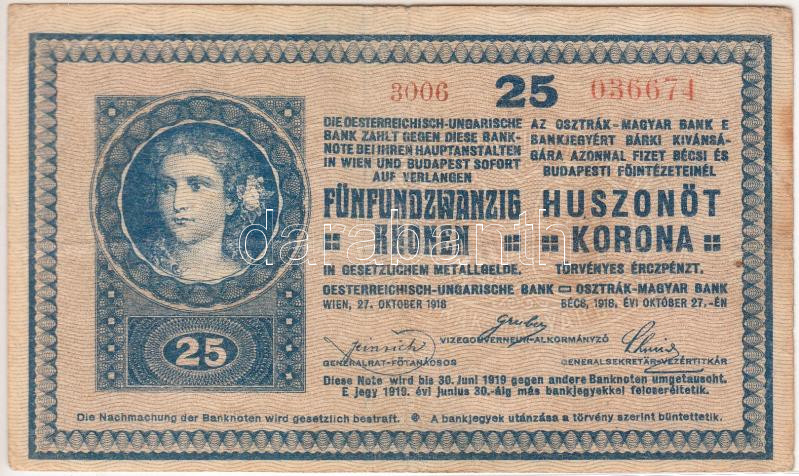 3006 25 036674
DIE OESTERREICHISCH-UNGARISCHE
BANK ZAHLT GEGEN DIESE BANK-
NOTE BEI IHREN HAUPTANSTALTEN
IN WIEN UND BUDAPEST SOFORT
AUF VERLANGEN
FÜNFUNDZWANZIG
KRONEN
IN GESETZLICHEM METALLGELDE.
AZ OSZTRÁK-MAGYAR BANK E
BANKJEGYÉRT BÁRKI KIVÁNSÁ-
GÁRA AZONNAL FIZET BÉCSI ÉS
BUDAPESTI FŐINTÉZETEINÉL
HUSZONÖT
KORONA
TÖRVÉNYES ÉRCZPÉNZT.
OESTERREICHISCH-UNGARISCHE BANK OSZTRÁK-MAGYAR BANK
WIEN, 27. OKTOBER 1918 BÉCS, 1918. ÉVI OKTÓBER 27.-ÉN
Gruber
VIZEGOUVERNEUR-ALKORMÁNYZÓ
GENERALRAT-FŐTANÁCSOS GENERALSEKRETÄR-VEZÉRTITKÁR
25
Diese Note wird bis 30. Juni 1919 gegen andere Banknoten umgetauscht.
E jegy 1919. évi junius 30.-áig más bankjegyekkel felcseréltetik.
Die Nachmachung der Banknoten wird gesetzlich bestraft. A bankjegyek utánzása a törvény szerint büntettetik.
darabanth